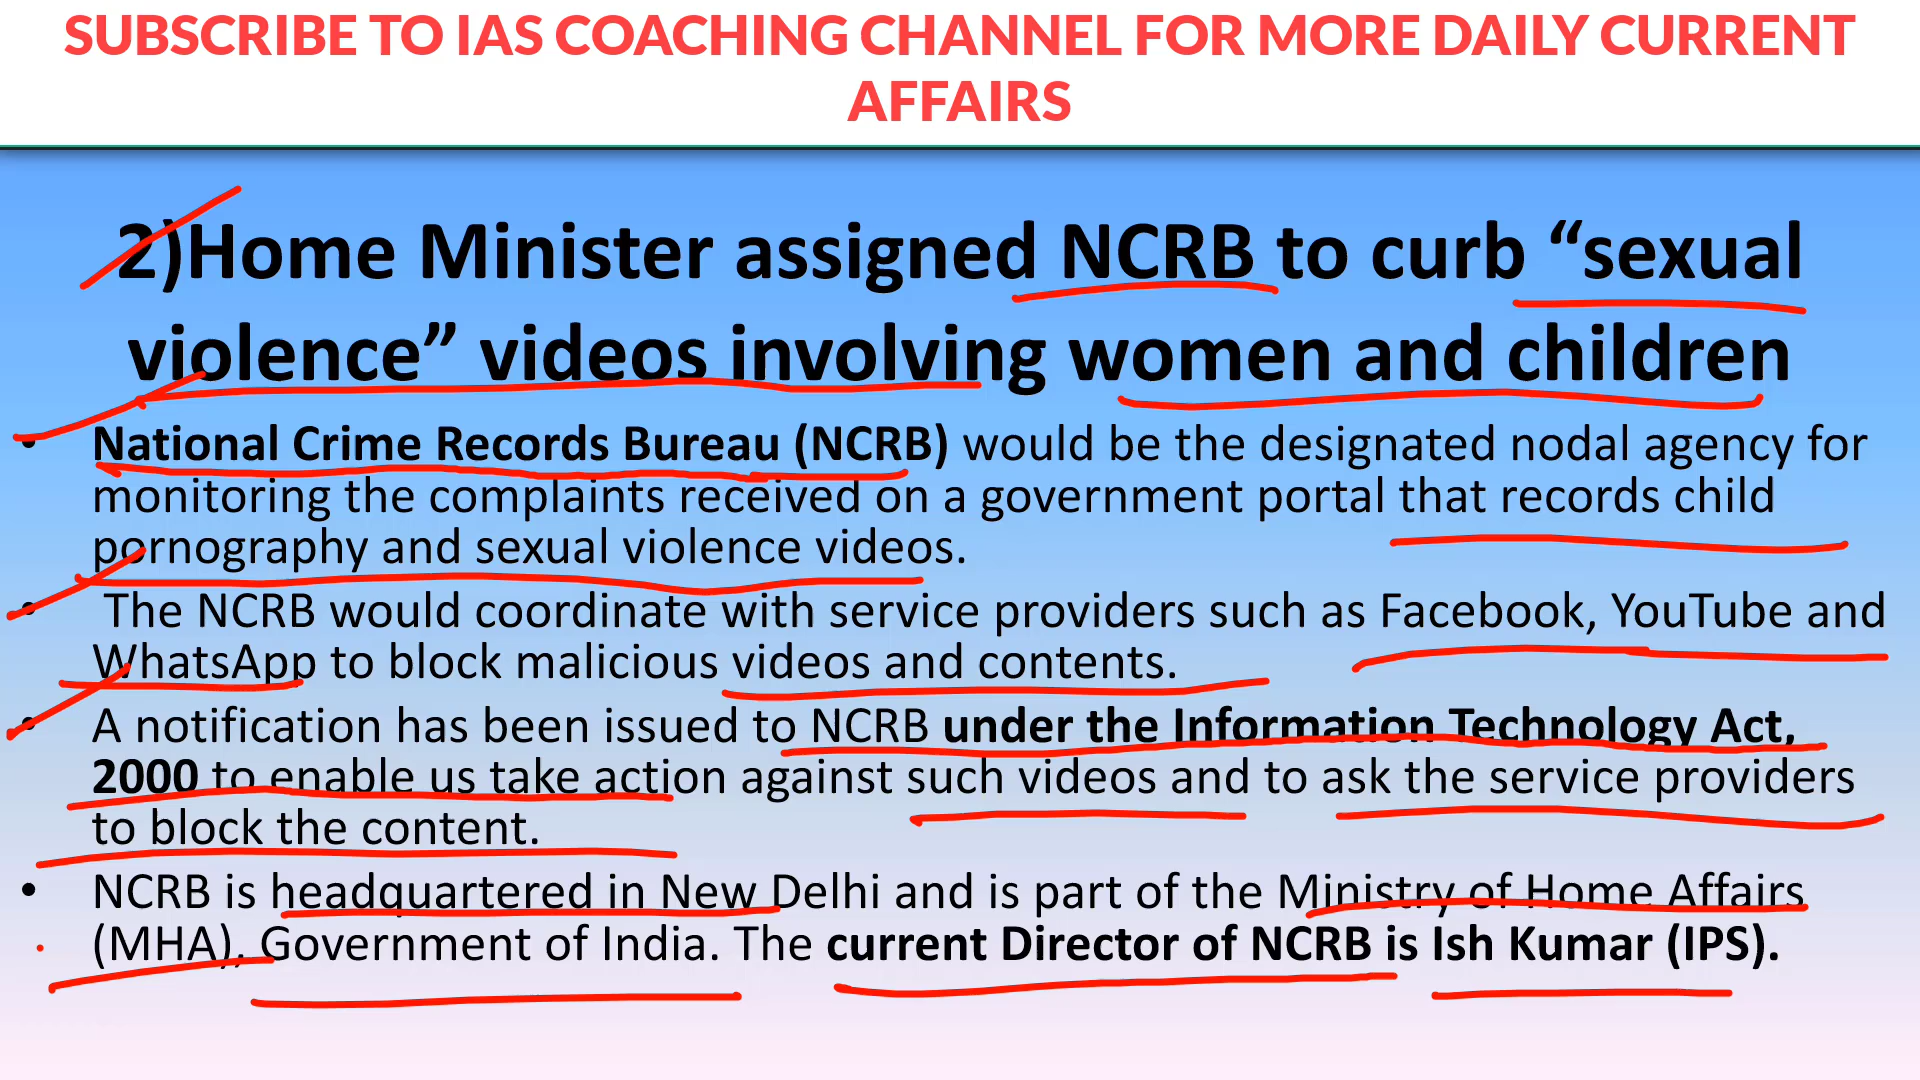 SUBSCRIBE TO IAS COACHING CHANNEL FOR MORE DAILY CURRENT
AFFAIRS
2)Home Minister assigned NCRB to curb “sexual
violence” videos involving women and children
• National Crime Records Bureau (NCRB) would be the designated nodal agency for
monitoring the complaints received on a government portal that records child
pornography and sexual violence videos.
• The NCRB would coordinate with service providers such as Facebook, YouTube and
WhatsApp to block malicious videos and contents.
• A notification has been issued to NCRB under the Information Technology Act,
2000 to enable us take action against such videos and to ask the service providers
to block the content.
• NCRB is headquartered in New Delhi and is part of the Ministry of Home Affairs
(MHA), Government of India. The current Director of NCRB is Ish Kumar (IPS).